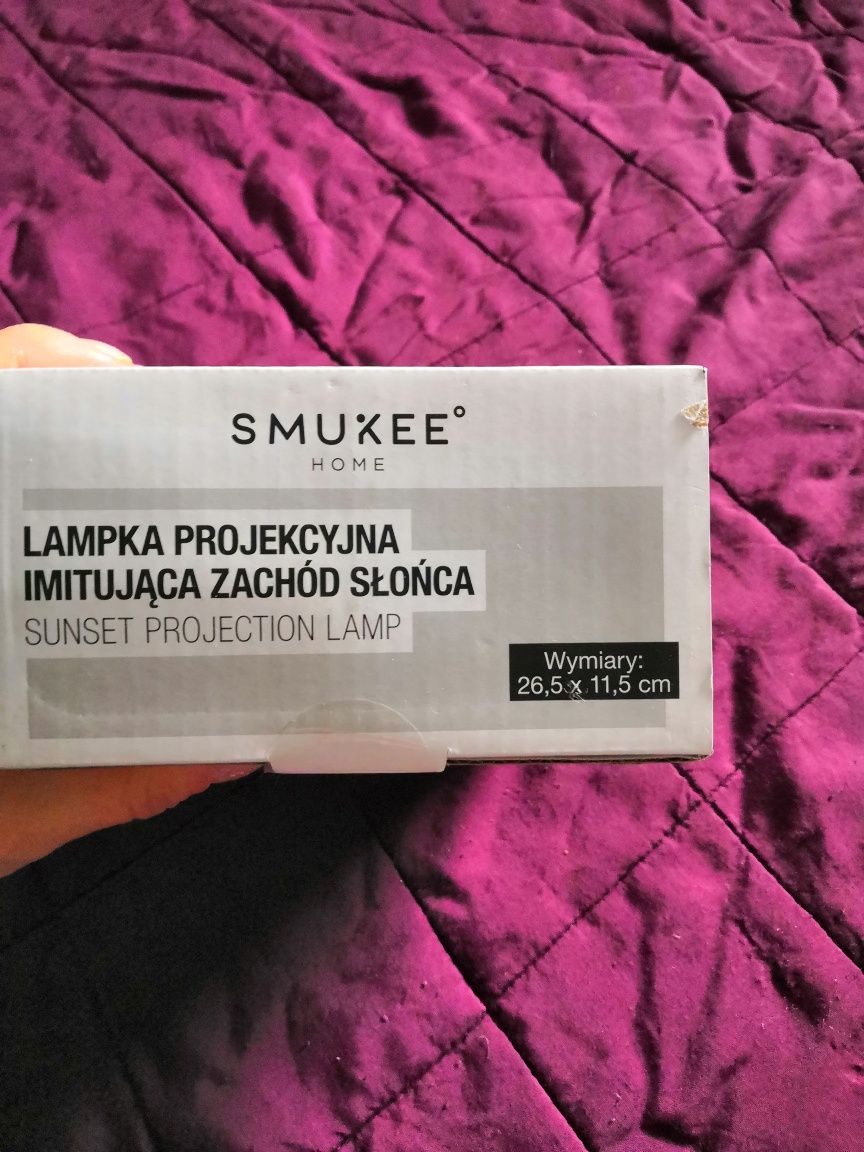 SMUKEE°
HOME
LAMPKA PROJEKCYJNA
IMITUJĄCA ZACHÓD SŁOŃCA
SUNSET PROJECTION LAMP
Wymiary:
26,5 x 11,5 cm